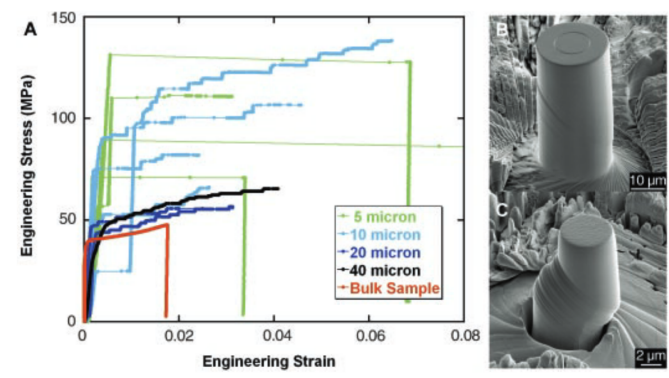 A
150
100
50
0
Engineering Stress (MPa)
0
0.02
0.04
0.06
0.08
Engineering Strain
5 micron
10 micron
20 micron
40 micron
Bulk Sample
B
10 µm
C
2 µm